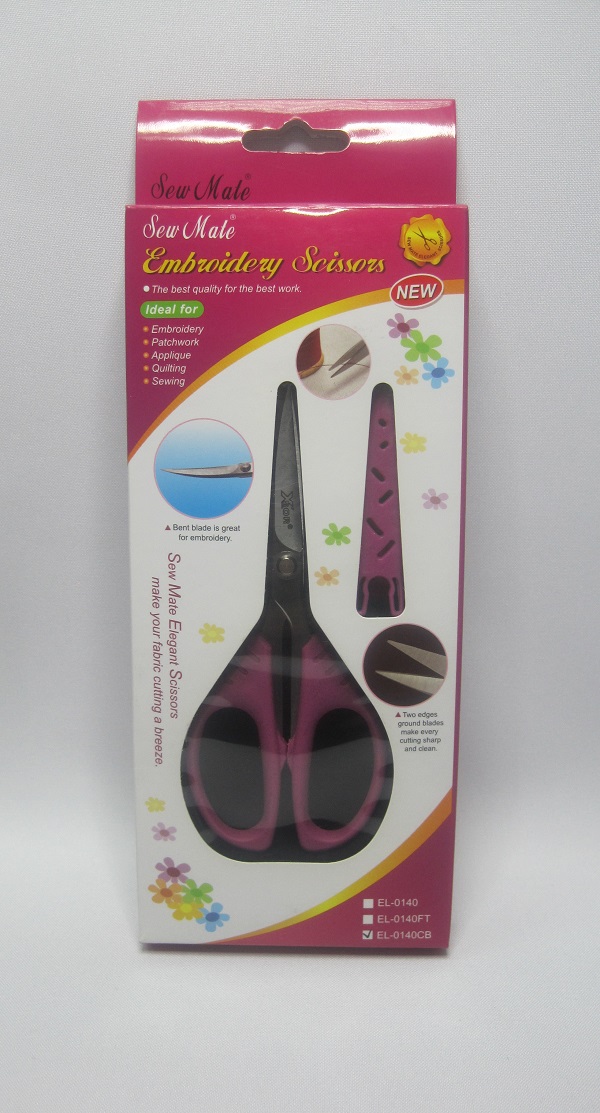 Sew Mate®
Sew Mate®
Embroidery Scissors
The best quality for the best work.
NEW
Ideal for
Embroidery
Patchwork
Applique
Quilting
Sewing
Bent blade is great
for embroidery.
Sew Mate Elegant Scissors
make your fabric cutting a breeze.
Two edges
ground blades
make every
cutting sharp
and clean.
EL-0140
EL-0140FT
EL-0140CB